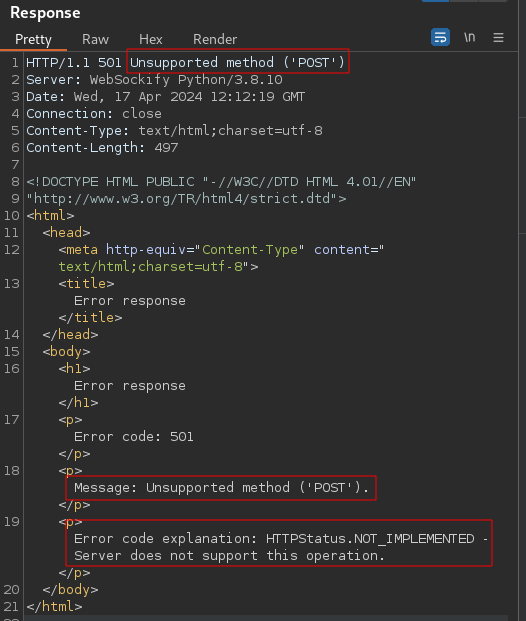 Response
Pretty Raw Hex Render \n
1 HTTP/1.1 501 Unsupported method ('POST')
2 Server: WebSockify Python/3.8.10
3 Date: Wed, 17 Apr 2024 12:12:19 GMT
4 Connection: close
5 Content-Type: text/html;charset=utf-8
6 Content-Length: 497
7
8 <!DOCTYPE HTML PUBLIC "-//W3C//DTD HTML 4.01//EN"
9 "http://www.w3.org/TR/html4/strict.dtd">
10 <html>
11 <head>
12 <meta http-equiv="Content-Type" content="
text/html;charset=utf-8">
13 <title>
Error response
</title>
14 </head>
15 <body>
16 <h1>
Error response
</h1>
17 <p>
Error code: 501
</p>
18 <p>
Message: Unsupported method ('POST').
</p>
19 <p>
Error code explanation: HTTPStatus.NOT_IMPLEMENTED -
Server does not support this operation.
</p>
20 </body>
21 </html>